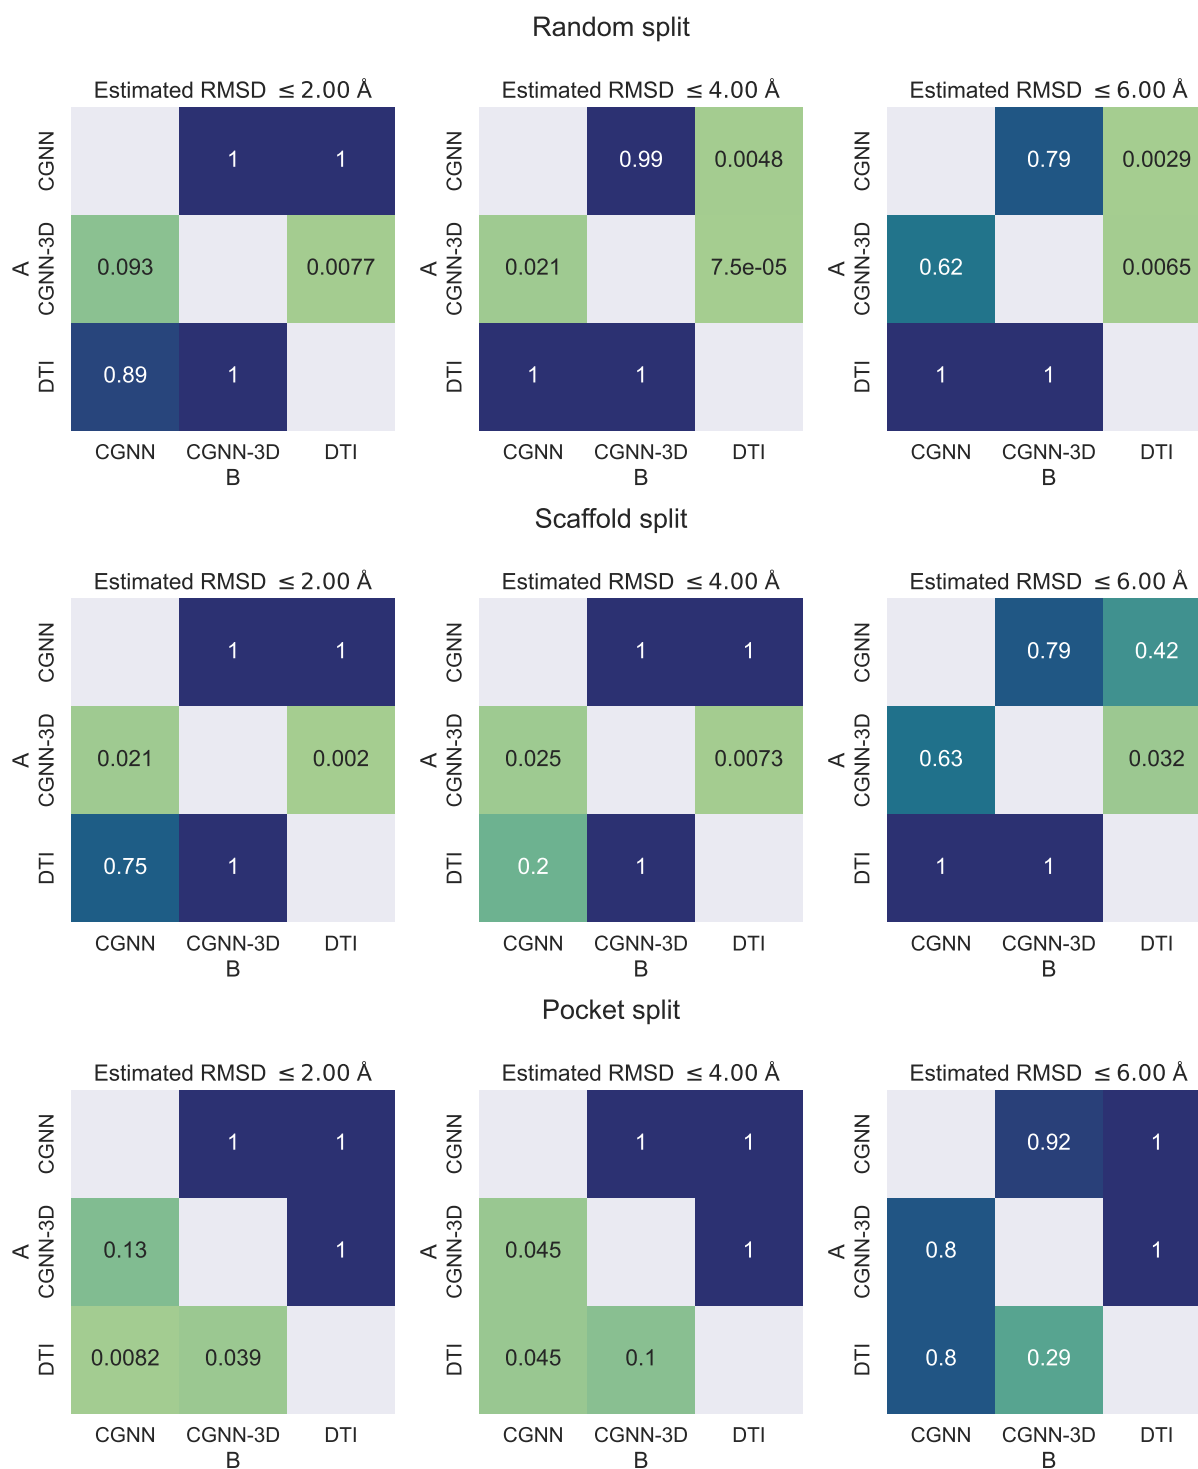 Random split
Estimated RMSD ≤ 2.00 Å
Estimated RMSD ≤ 4.00 Å
Estimated RMSD ≤ 6.00 Å
CGNN 1 1
CGNN 0.99 0.0048
CGNN 0.79 0.0029
A CGNN-3D 0.093 0.0077
A CGNN-3D 0.021 7.5e-05
A CGNN-3D 0.62 0.0065
DTI 0.89 1
DTI 1 1
DTI 1 1
CGNN CGNN-3D DTI
CGNN CGNN-3D DTI
CGNN CGNN-3D DTI
B
B
B
Scaffold split
Estimated RMSD ≤ 2.00 Å
Estimated RMSD ≤ 4.00 Å
Estimated RMSD ≤ 6.00 Å
CGNN 1 1
CGNN 1 1
CGNN 0.79 0.42
A CGNN-3D 0.021 0.002
A CGNN-3D 0.025 0.0073
A CGNN-3D 0.63 0.032
DTI 0.75 1
DTI 0.2 1
DTI 1 1
CGNN CGNN-3D DTI
CGNN CGNN-3D DTI
CGNN CGNN-3D DTI
B
B
B
Pocket split
Estimated RMSD ≤ 2.00 Å
Estimated RMSD ≤ 4.00 Å
Estimated RMSD ≤ 6.00 Å
CGNN 1 1
CGNN 1 1
CGNN 0.92 1
A CGNN-3D 0.13 1
A CGNN-3D 0.045 1
A CGNN-3D 0.8 1
DTI 0.0082 0.039
DTI 0.045 0.1
DTI 0.8 0.29
CGNN CGNN-3D DTI
CGNN CGNN-3D DTI
CGNN CGNN-3D DTI
B
B
B